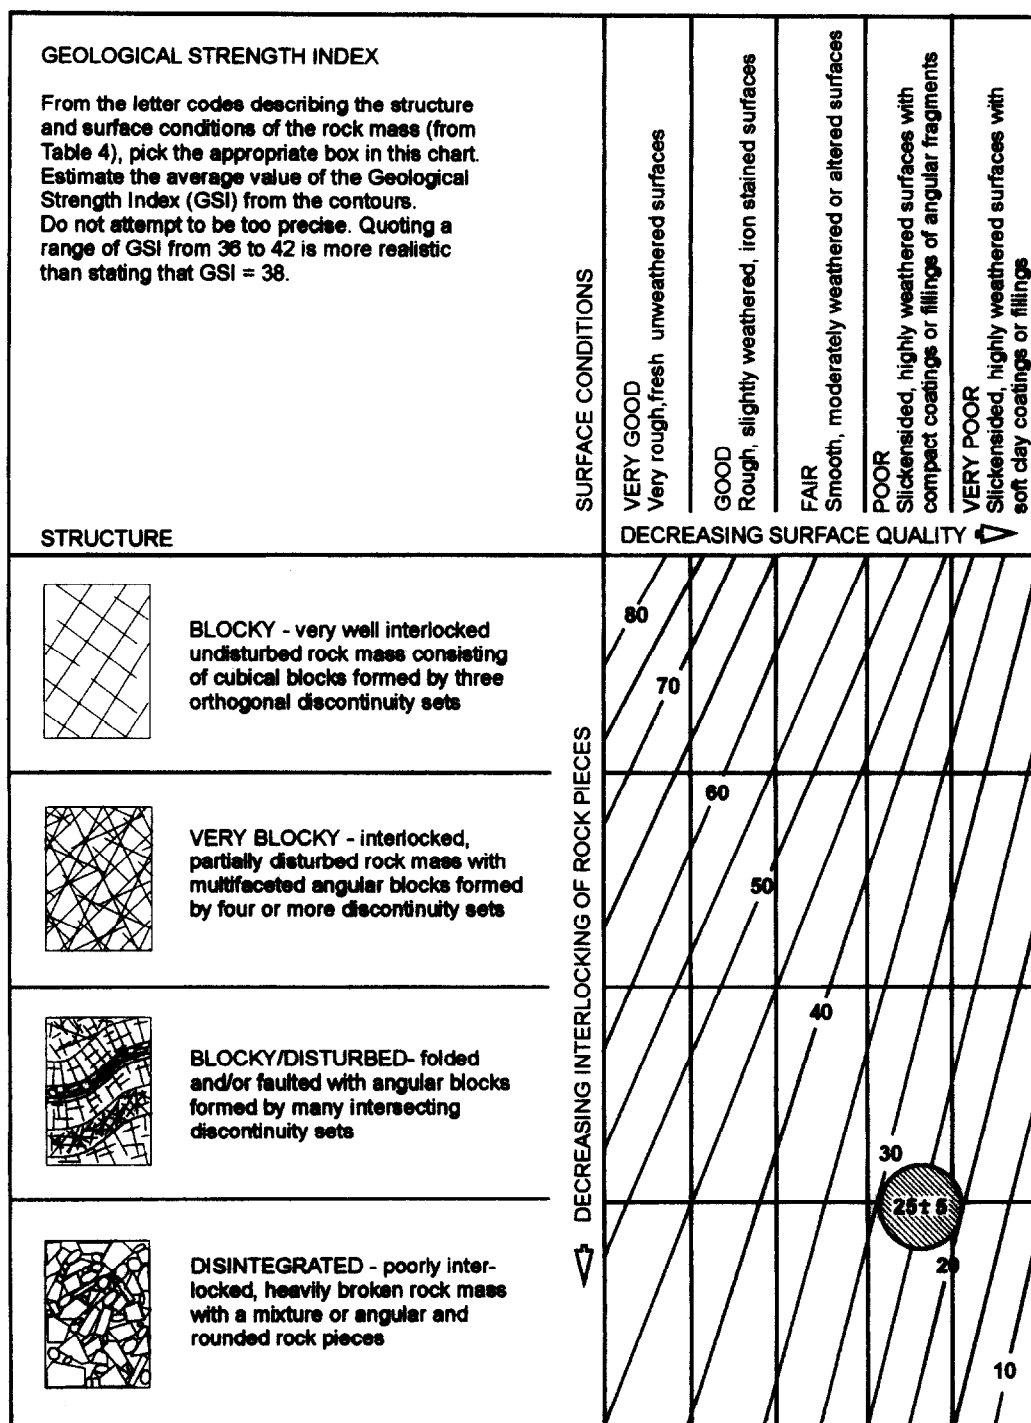 GEOLOGICAL STRENGTH INDEX
From the letter codes describing the structure
and surface conditions of the rock mass (from
Table 4), pick the appropriate box in this chart.
Estimate the average value of the Geological
Strength Index (GSI) from the contours.
Do not attempt to be too precise. Quoting a
range of GSI from 36 to 42 is more realistic
than stating that GSI = 38.
STRUCTURE
SURFACE CONDITIONS
VERY GOOD
Very rough,fresh unweathered surfaces
GOOD
Rough, slightly weathered, iron stained surfaces
FAIR
Smooth, moderately weathered or altered surfaces
POOR
Slickensided, highly weathered surfaces with
compact coatings or fillings of angular fragments
VERY POOR
Slickensided, highly weathered surfaces with
soft clay coatings or fillings
DECREASING SURFACE QUALITY
BLOCKY - very well interlocked
undisturbed rock mass consisting
of cubical blocks formed by three
orthogonal discontinuity sets
VERY BLOCKY - interlocked,
partially disturbed rock mass with
multifaceted angular blocks formed
by four or more discontinuity sets
BLOCKY/DISTURBED- folded
and/or faulted with angular blocks
formed by many intersecting
discontinuity sets
DISINTEGRATED - poorly inter-
locked, heavily broken rock mass
with a mixture or angular and
rounded rock pieces
DECREASING INTERLOCKING OF ROCK PIECES
80
70
60
50
40
30
25± 5
20
10